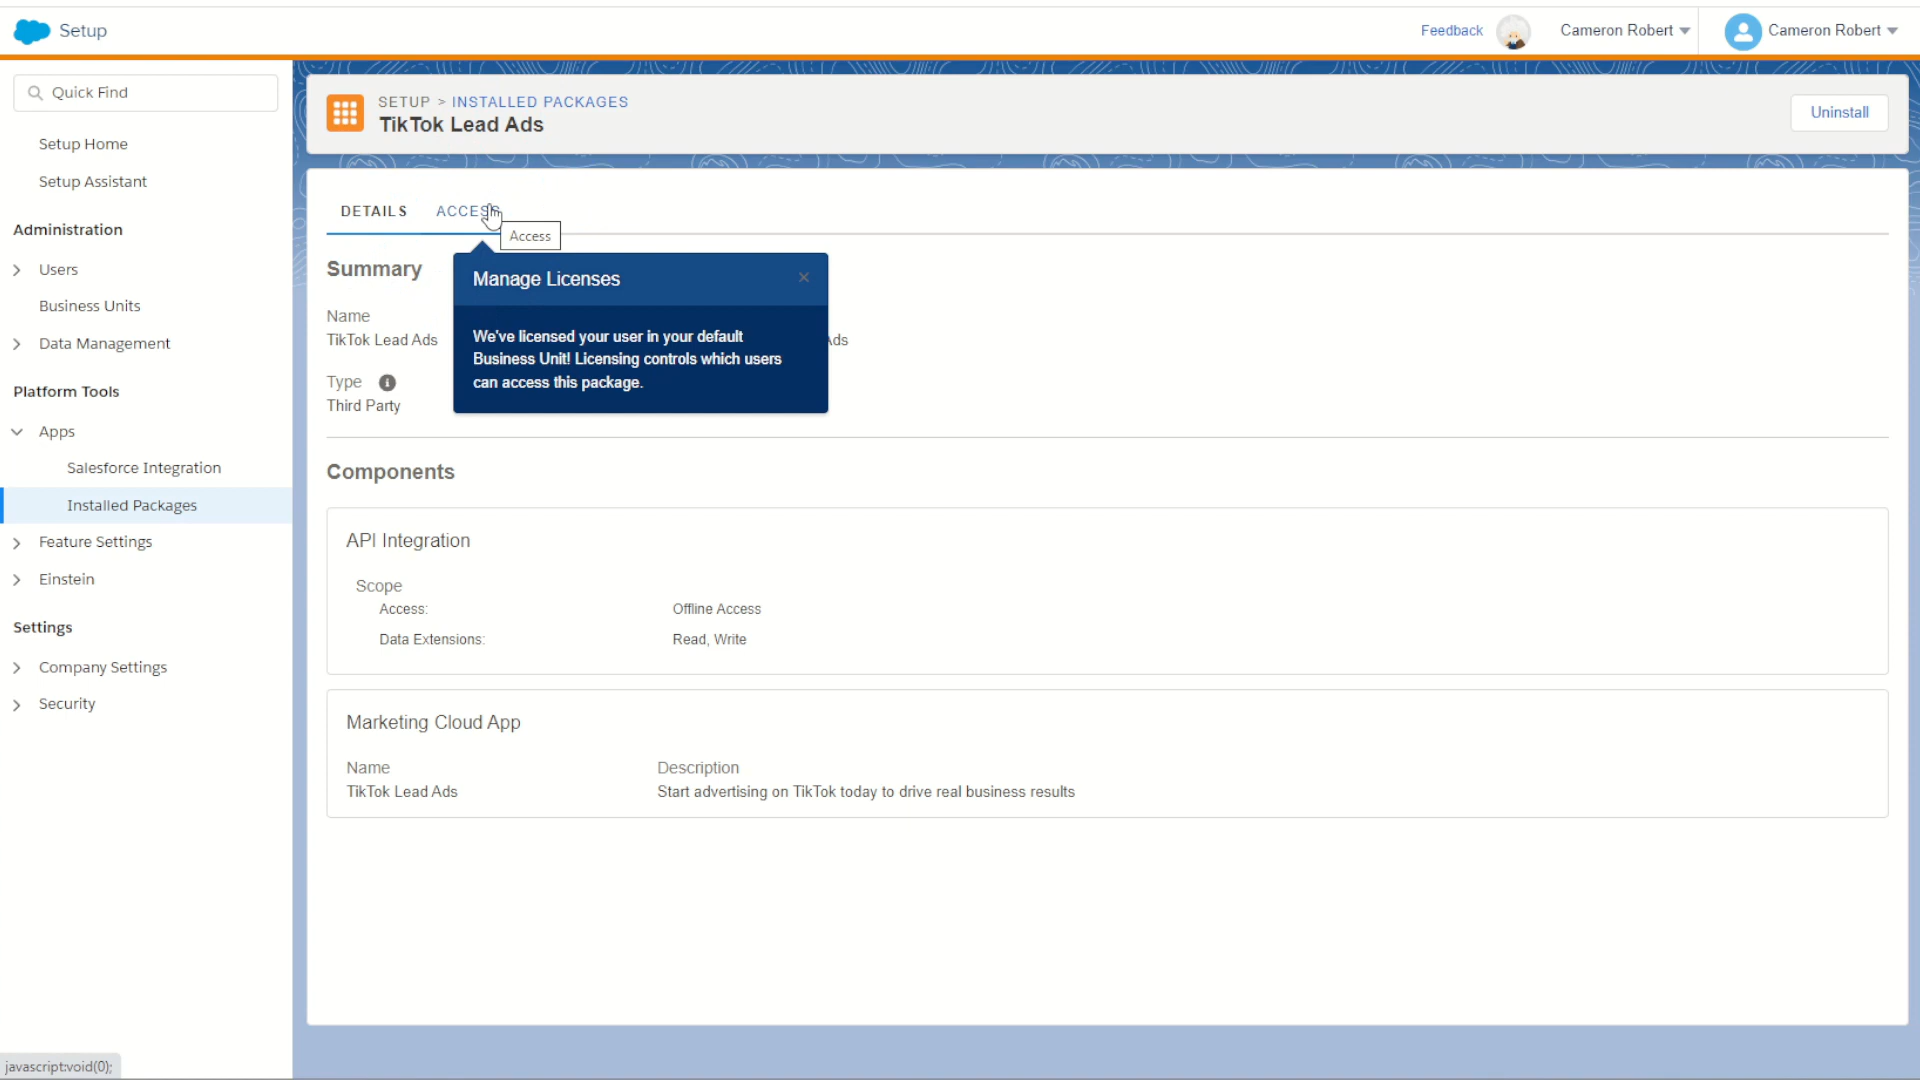 Setup
Feedback
Cameron Robert
Cameron Robert
Quick Find
Setup Home
Setup Assistant
Administration
Users
Business Units
Data Management
Platform Tools
Apps
Salesforce Integration
Installed Packages
Feature Settings
Einstein
Settings
Company Settings
Security
javascript:void(0);
SETUP > INSTALLED PACKAGES
TikTok Lead Ads
Uninstall
DETAILS
ACCESS
Access
Manage Licenses
We've licensed your user in your default
Business Unit! Licensing controls which users
can access this package.
Summary
Name
TikTok Lead Ads
Ads
Type
Third Party
Components
API Integration
Scope
Access: Offline Access
Data Extensions: Read, Write
Marketing Cloud App
Name Description
TikTok Lead Ads Start advertising on TikTok today to drive real business results